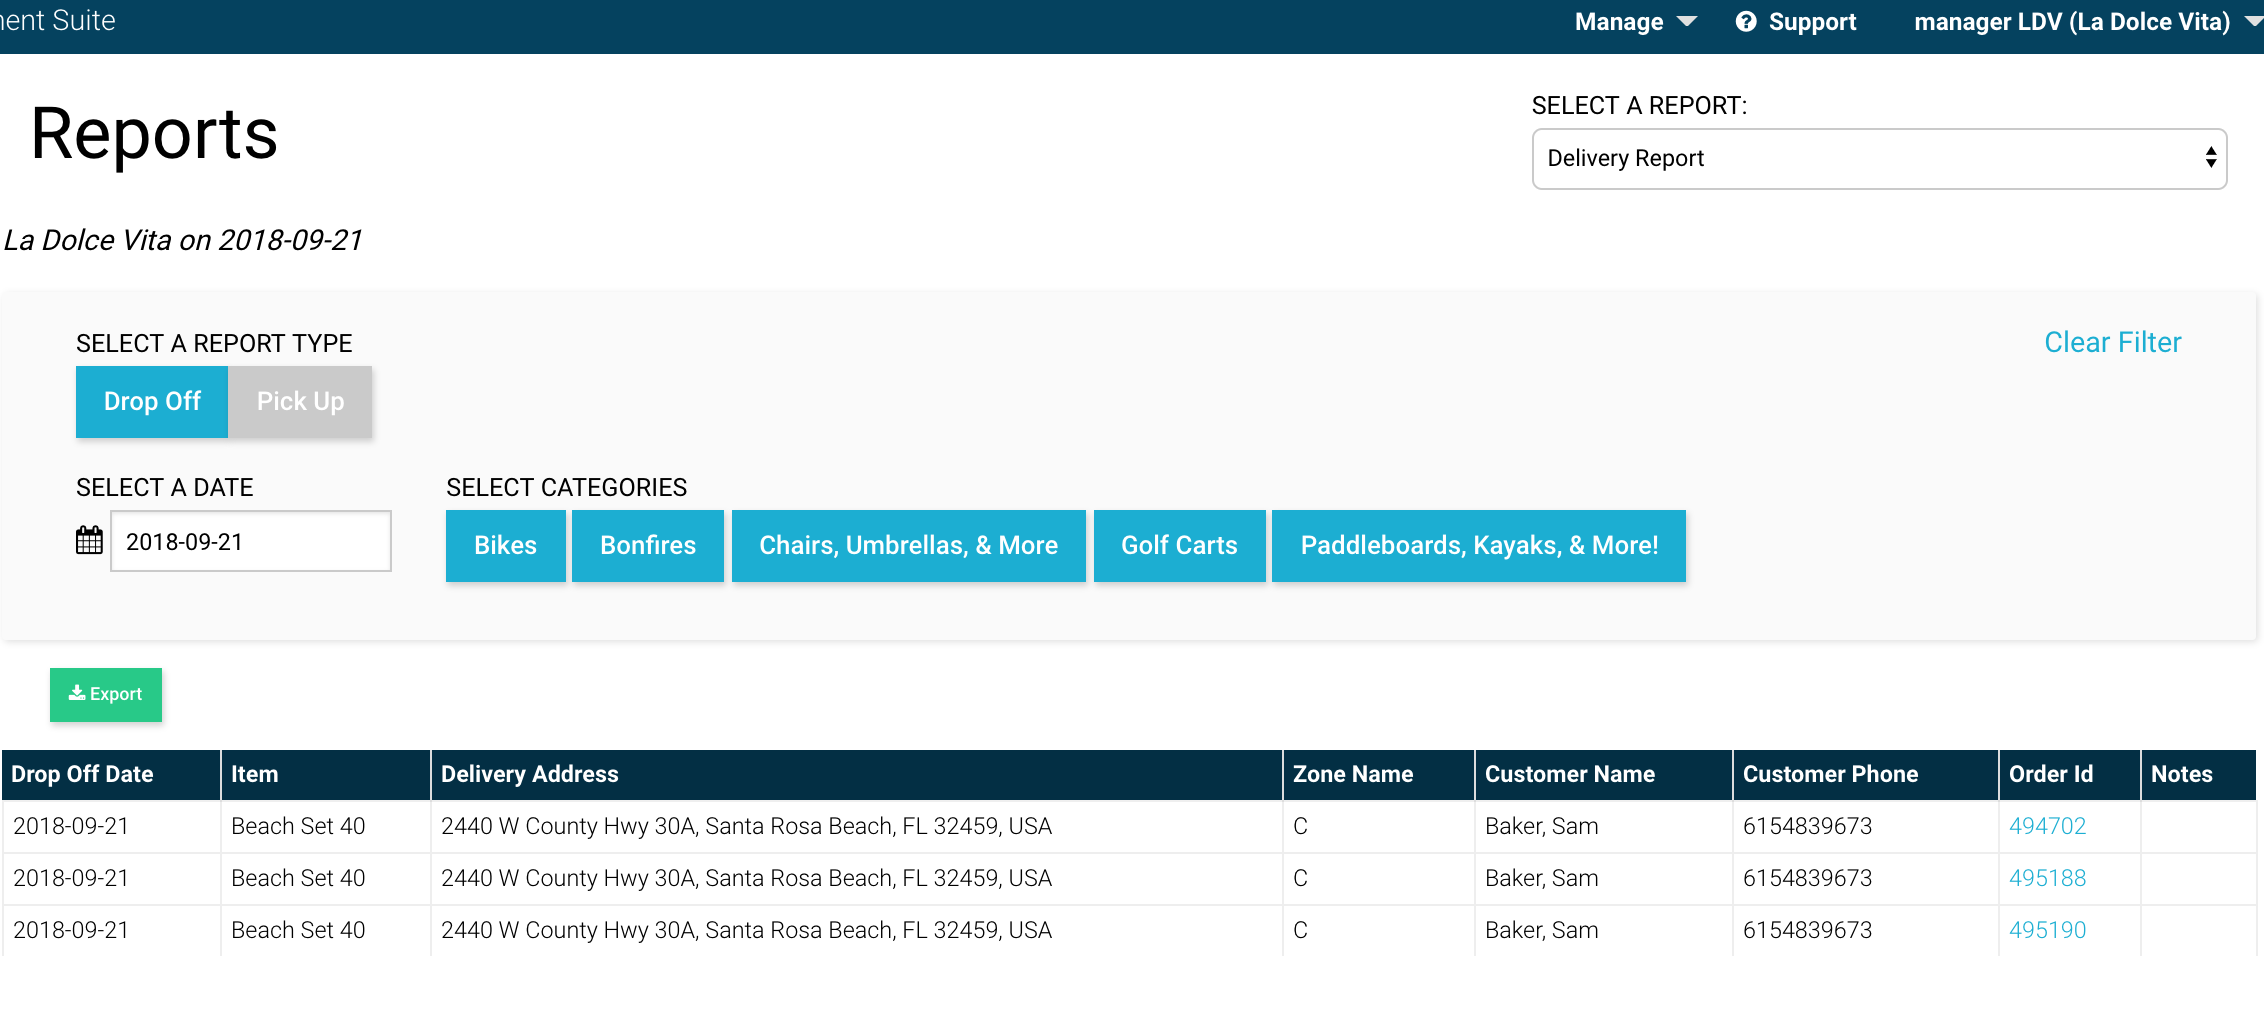 Suite
Manage Support manager LDV (La Dolce Vita)
Reports
SELECT A REPORT:
Delivery Report
La Dolce Vita on 2018-09-21
SELECT A REPORT TYPE
Clear Filter
Drop Off Pick Up
SELECT A DATE SELECT CATEGORIES
2018-09-21 Bikes Bonfires Chairs, Umbrellas, & More Golf Carts Paddleboards, Kayaks, & More!
Export
Drop Off Date Item Delivery Address Zone Name Customer Name Customer Phone Order Id Notes
2018-09-21 Beach Set 40 2440 W County Hwy 30A, Santa Rosa Beach, FL 32459, USA C Baker, Sam 6154839673 494702
2018-09-21 Beach Set 40 2440 W County Hwy 30A, Santa Rosa Beach, FL 32459, USA C Baker, Sam 6154839673 495188
2018-09-21 Beach Set 40 2440 W County Hwy 30A, Santa Rosa Beach, FL 32459, USA C Baker, Sam 6154839673 495190